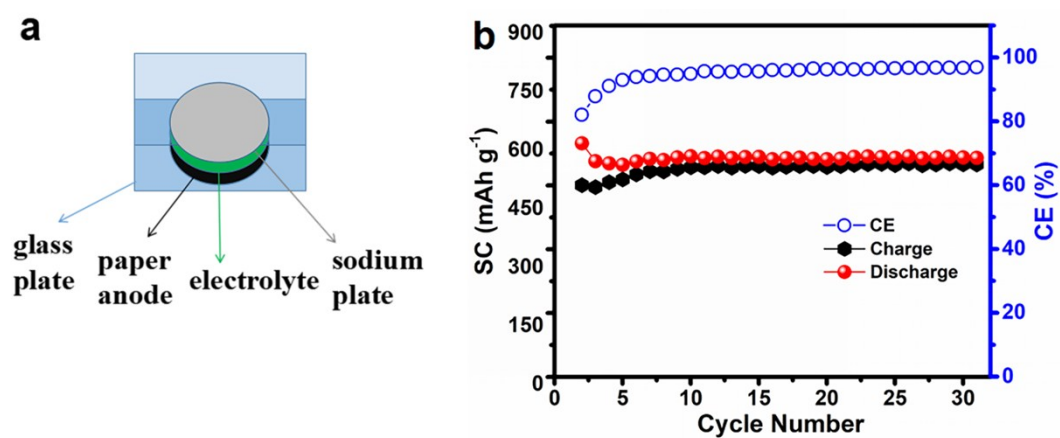 a
glass
plate
paper
anode
electrolyte
sodium
plate
b
SC (mAh g⁻¹)
900
750
600
450
300
150
0
CE
Charge
Discharge
0 5 10 15 20 25 30
Cycle Number
100
80
60
40
20
0
CE (%)